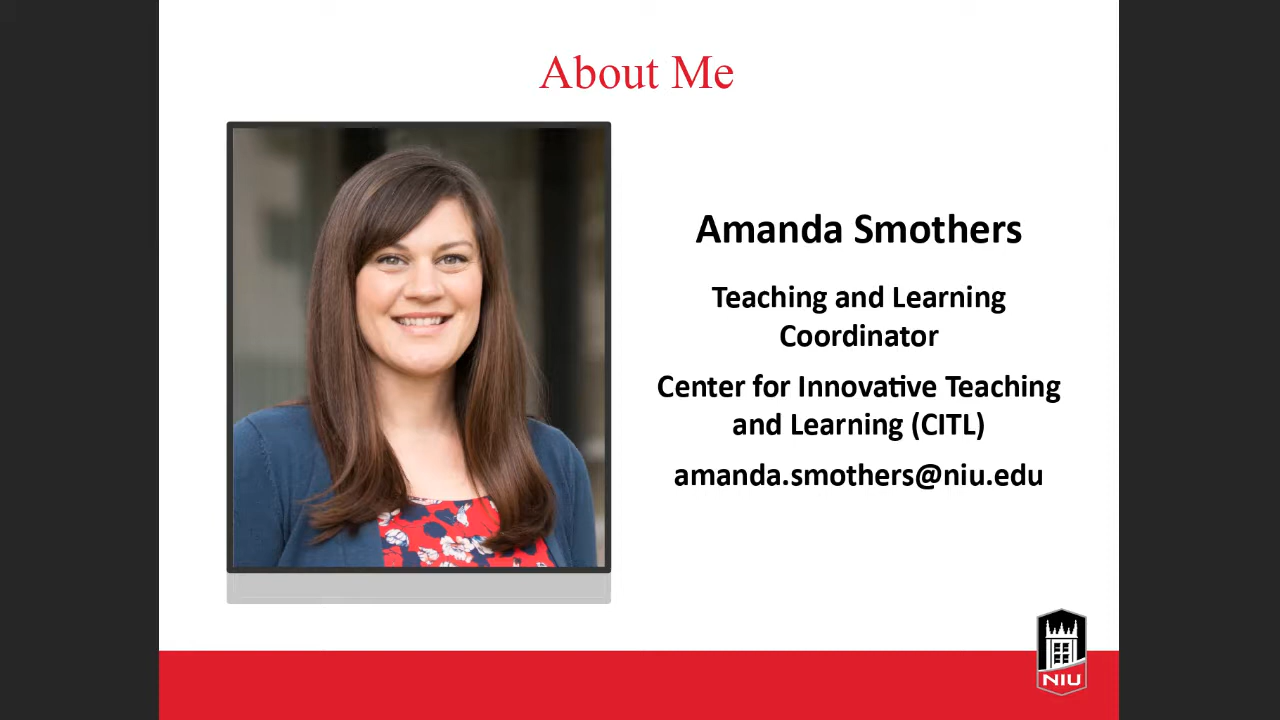 About Me
Amanda Smothers
Teaching and Learning
Coordinator
Center for Innovative Teaching
and Learning (CITL)
amanda.smothers@niu.edu
NIU